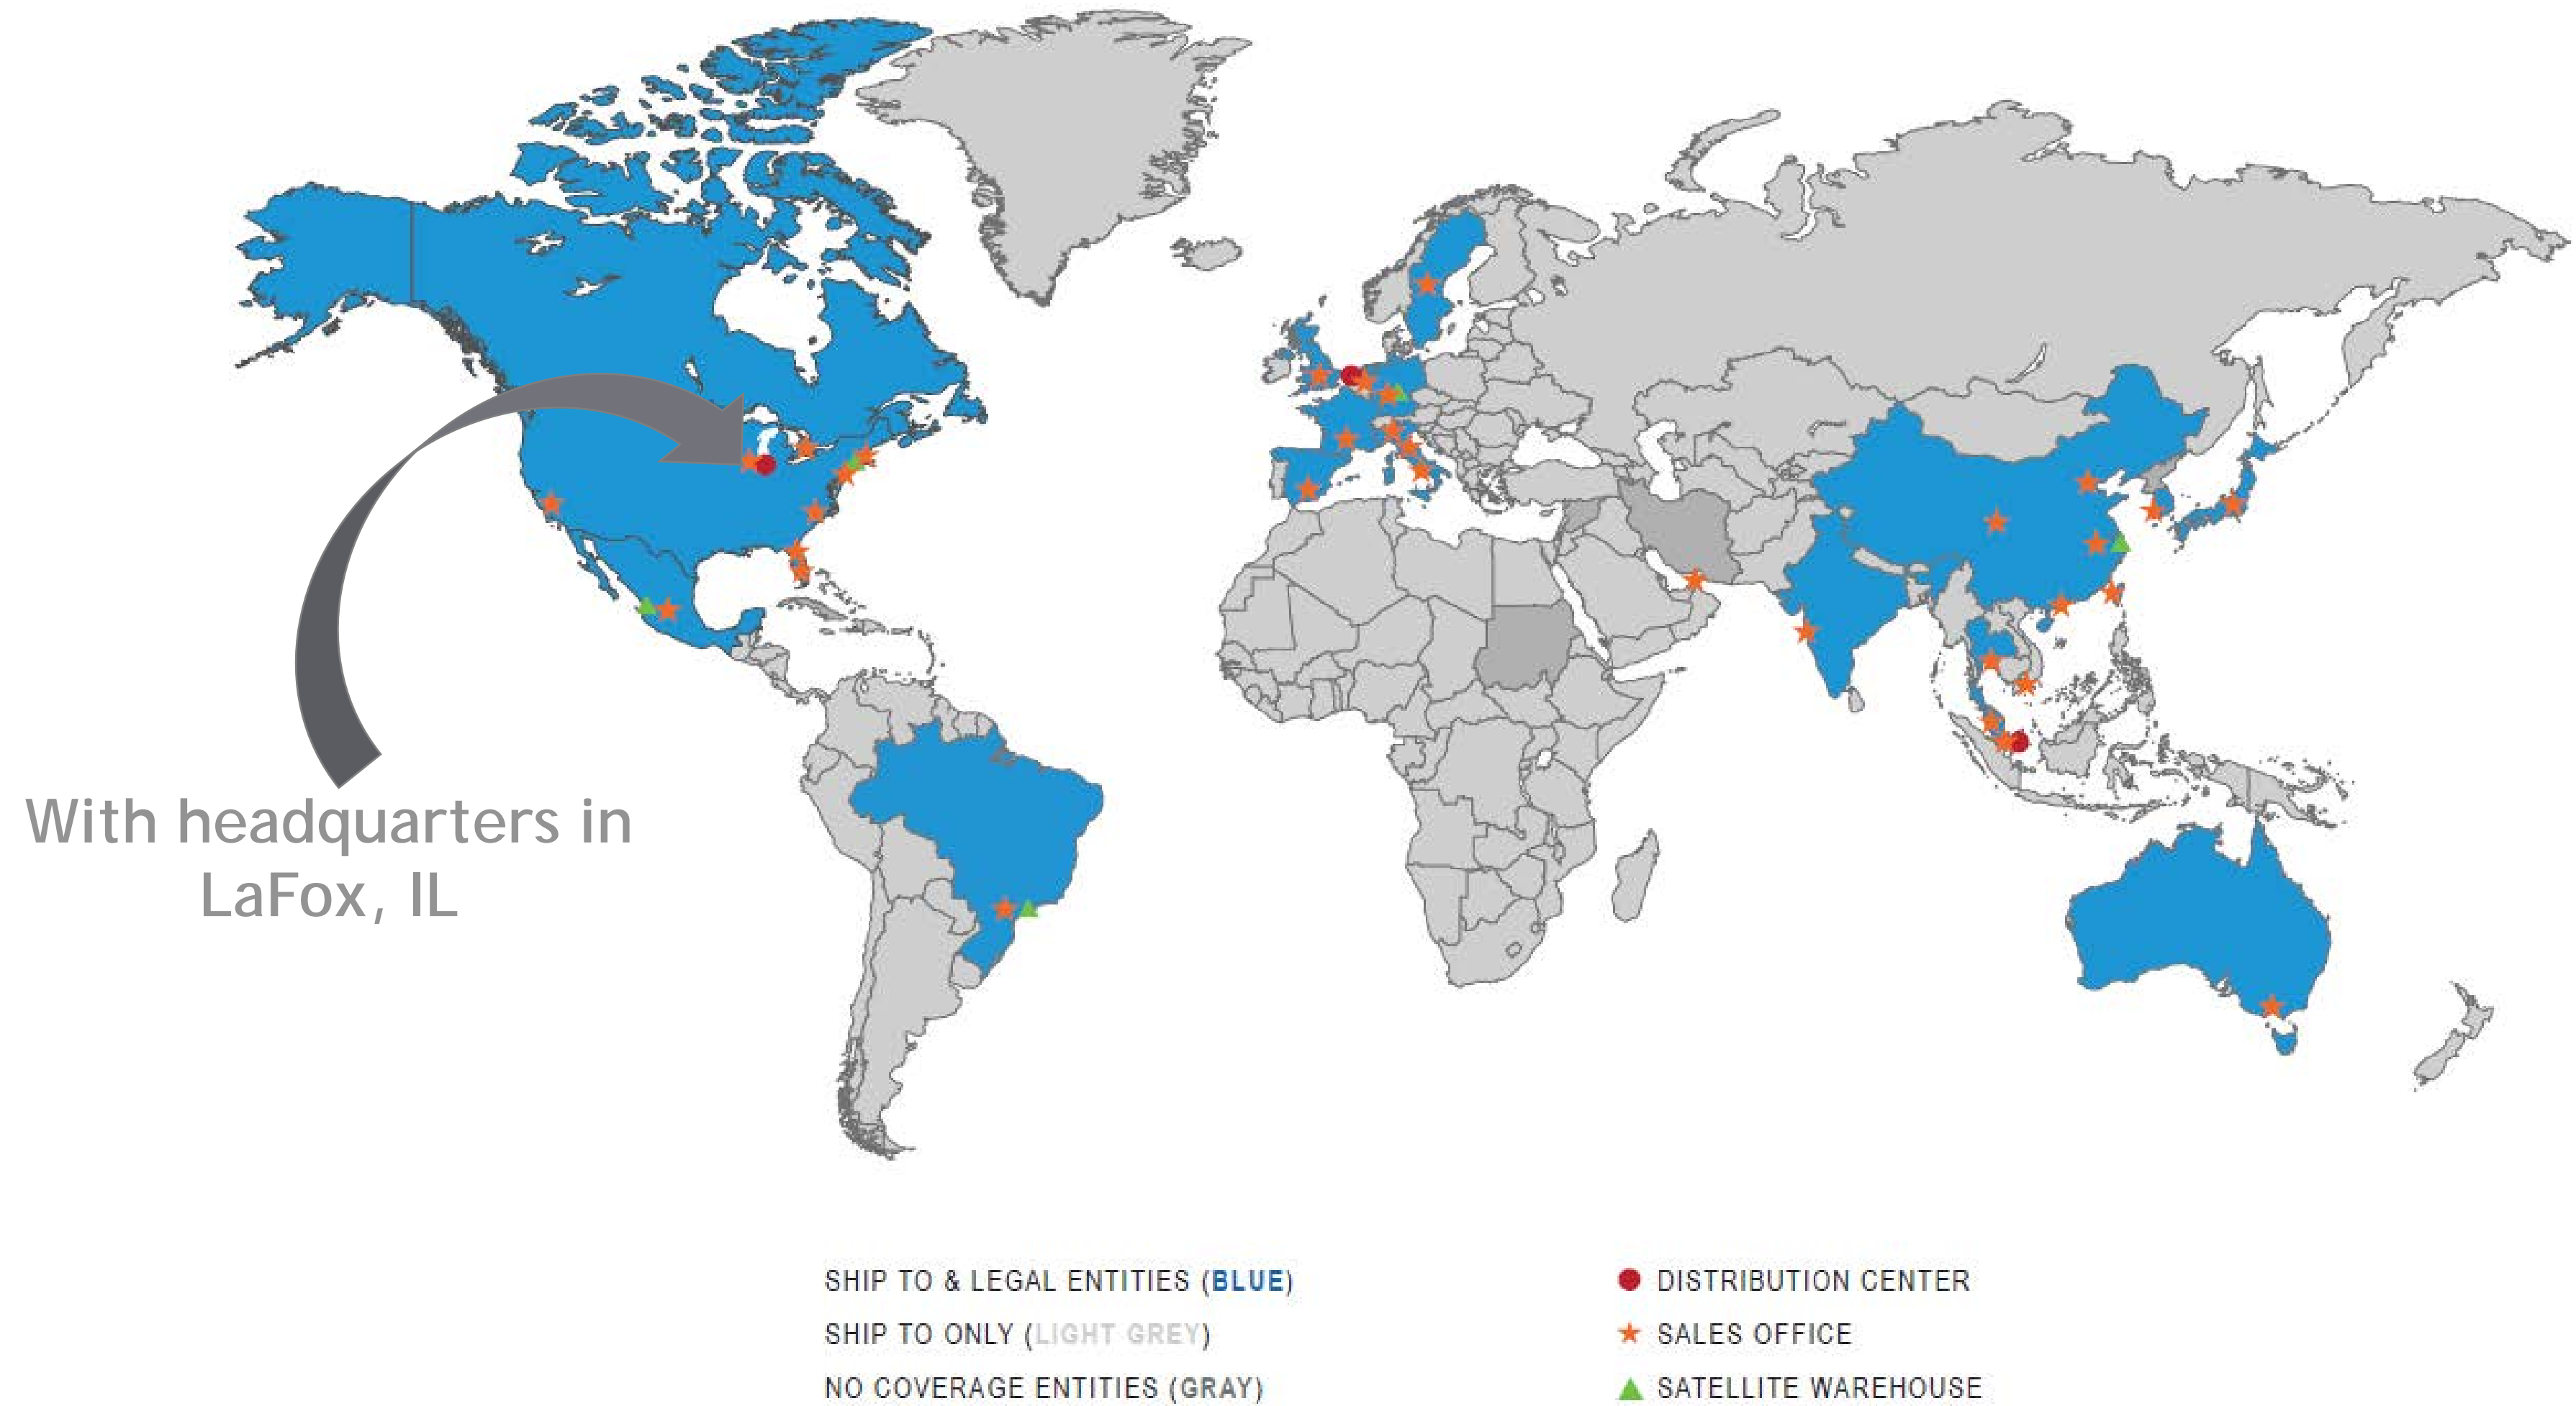 With headquarters in
LaFox, IL
SHIP TO & LEGAL ENTITIES (BLUE)
SHIP TO ONLY (LIGHT GREY)
NO COVERAGE ENTITIES (GRAY)
DISTRIBUTION CENTER
SALES OFFICE
SATELLITE WAREHOUSE